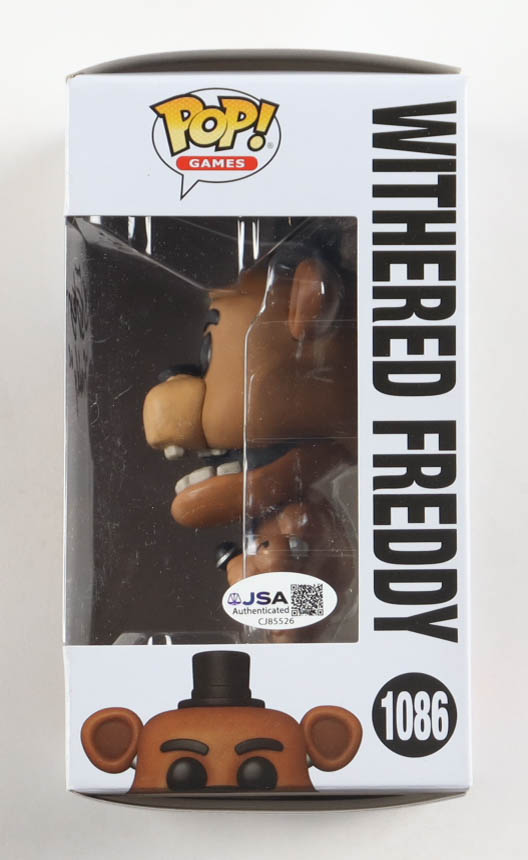 POP!
GAMES
WITHERED FREDDY
JSA
Authenticated
CJ85526
1086